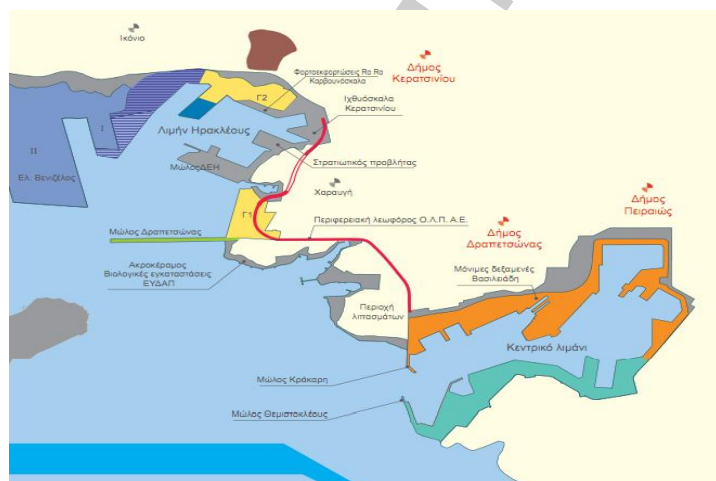 Ικόνιο
Δήμος
Κερατσινίου
Φορτοεκφορτώσεις Ro Ro
Καρβουνόσκαλα
Γ2
Ιχθυόσκαλα
Κερατσινίου
Ι
Λιμήν Ηρακλέους
ΙΙ
Στρατιωτικός προβλήτας
ΜώλοςΔΕΗ
Ελ. Βενιζέλος
Χαραυγή
Δήμος
Πειραιώς
Γ1
Περιφερειακή λεωφόρος Ο.Λ.Π. Α.Ε.
Μώλος Δραπετσώνας
Δήμος
Δραπετσώνας
Ακροκέραμος
Βιολογικές εγκαταστάσεις
ΕΥΔΑΠ
Μόνιμες δεξαμενές
Βασιλειάδη
Περιοχή
λιπασμάτων
Κεντρικό λιμάνι
Μώλος Κράκαρη
Μώλος Θεμιστοκλέους